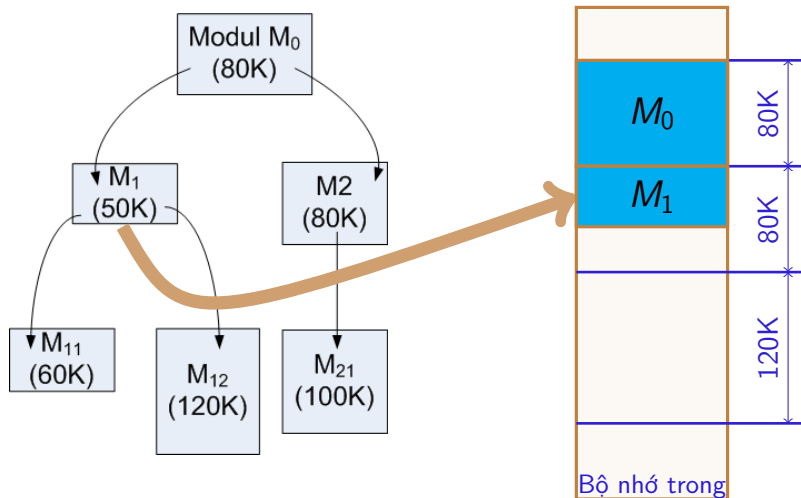 Modul M₀
(80K)
M₁
(50K)
M2
(80K)
M₁₁
(60K)
M₁₂
(120K)
M₂₁
(100K)
M₀
M₁
80K
80K
120K
Bộ nhớ trong